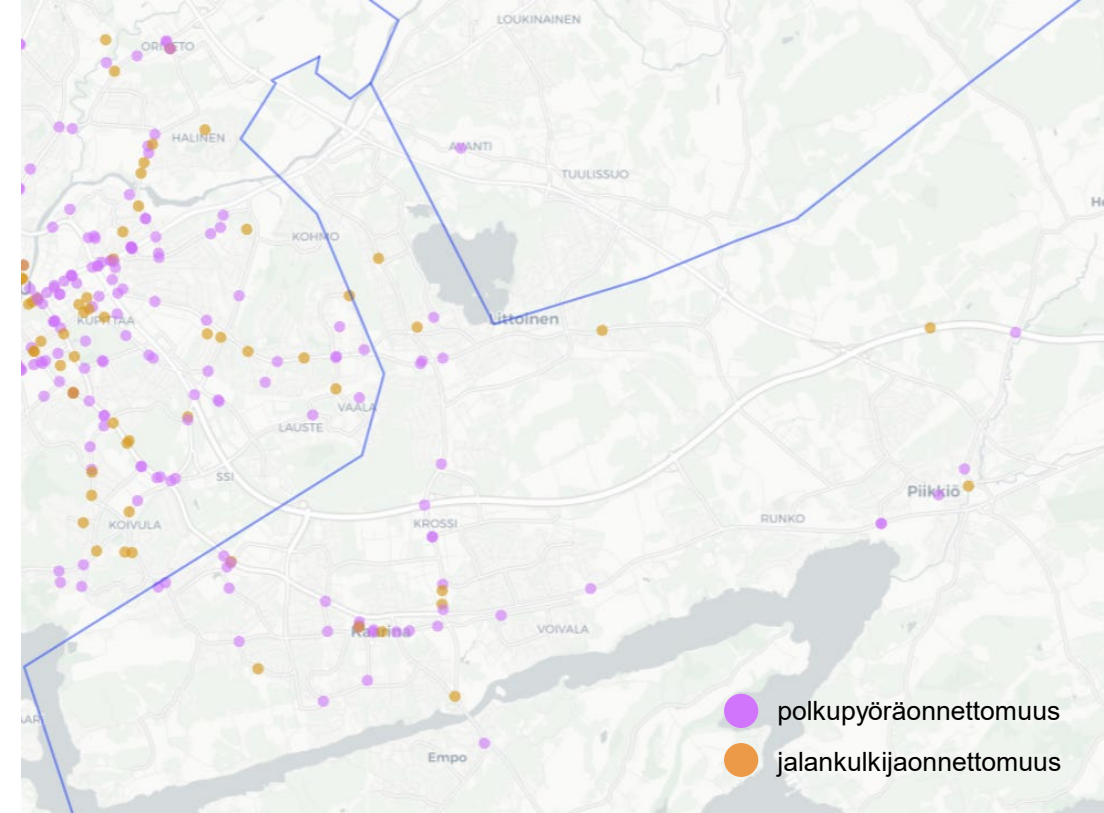 LOUKINAINEN
ORIKETO
HALINEN
AVANTI
TUULISSUO
KOHMO
Littoinen
KUPITTAA
VAALA
LAUSTE
SSI
Piikkiö
KOIVULA
KROSSI
RUNKO
Kaarina
VOIVALA
polkupyöräonnettomuus
Empo
jalankulkijaonnettomuus